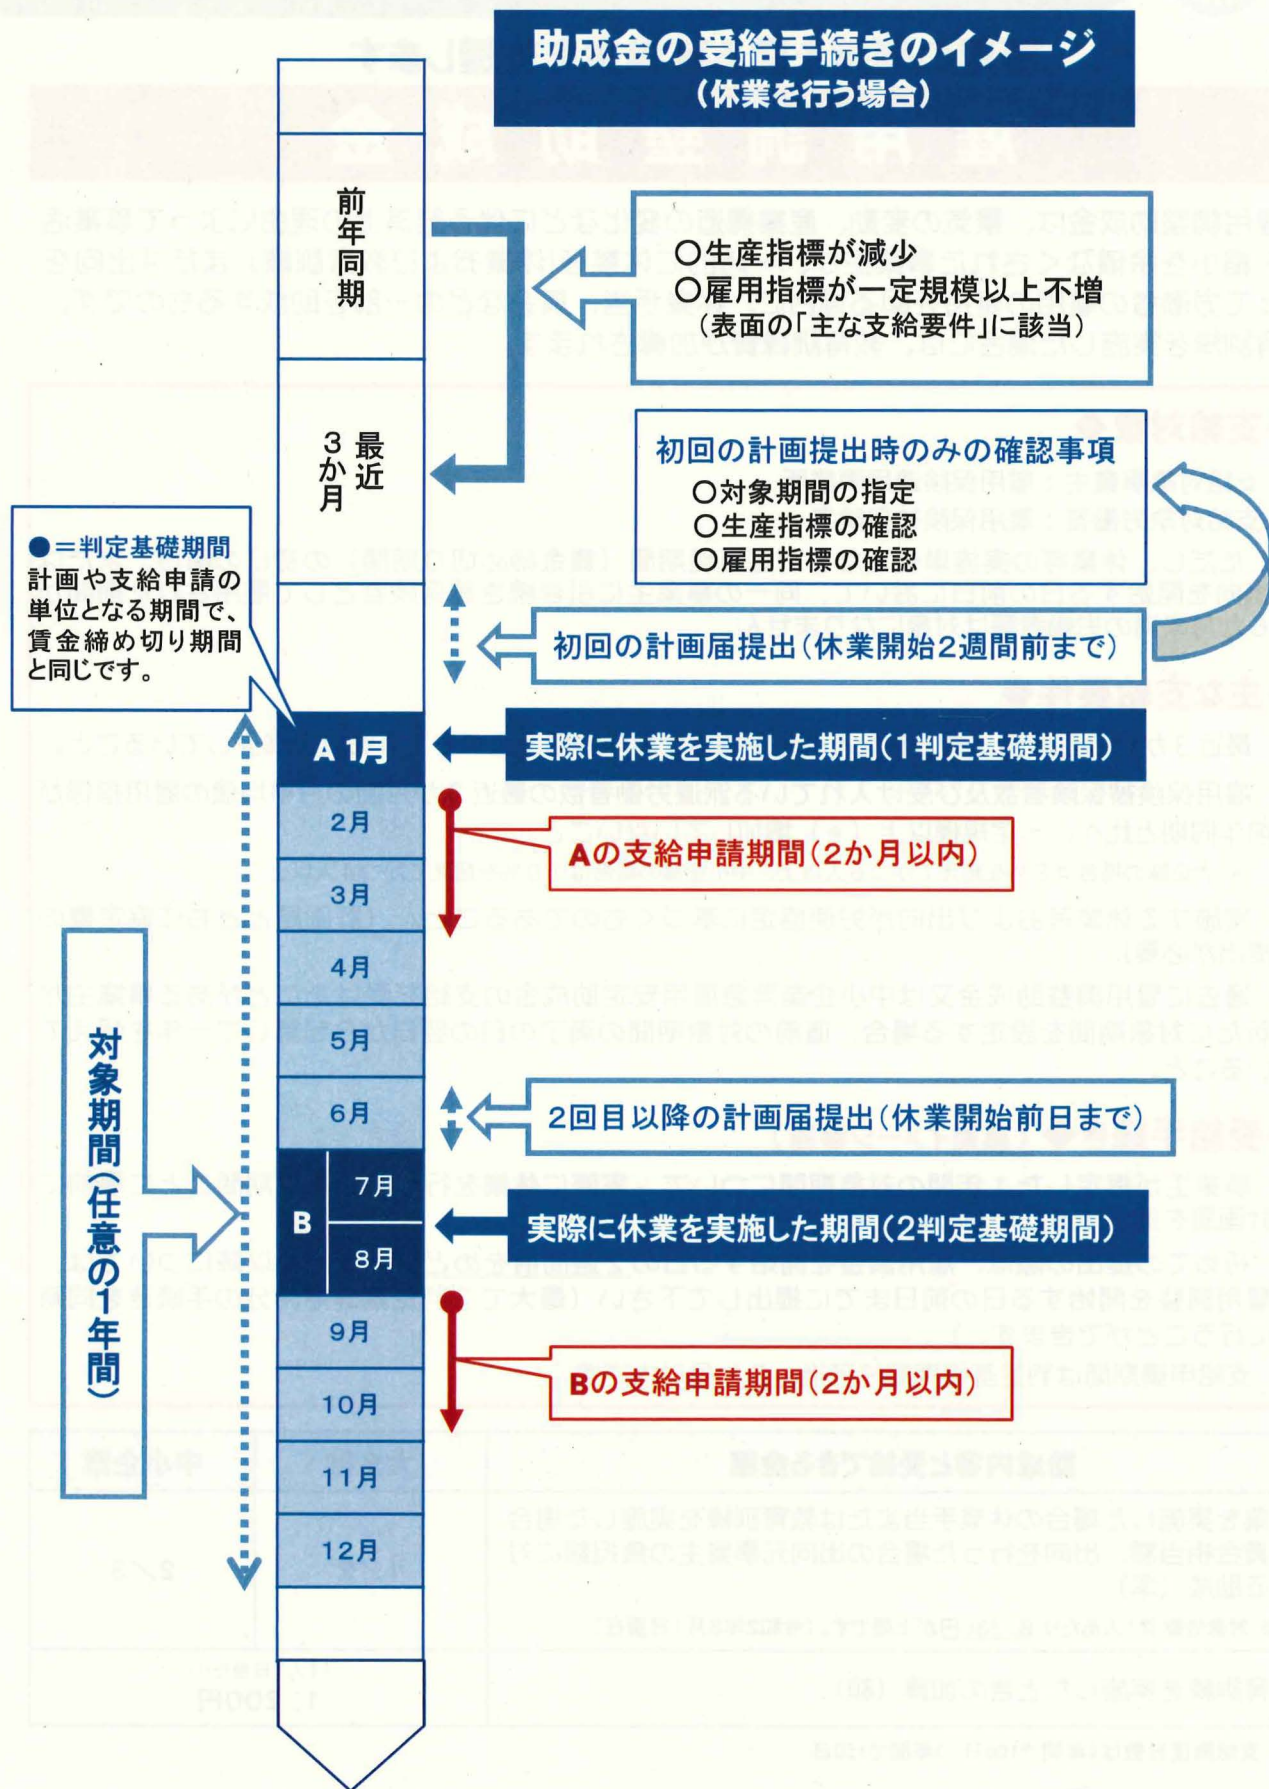 助成金の受給手続きのイメージ
(休業を行う場合)
前年同期
○生産指標が減少
○雇用指標が一定規模以上不増
(表面の「主な支給要件」に該当)
最近
3か月
初回の計画提出時のみの確認事項
○対象期間の指定
○生産指標の確認
○雇用指標の確認
●=判定基礎期間
計画や支給申請の
単位となる期間で、
賃金締め切り期間
と同じです。
初回の計画届提出(休業開始2週間前まで)
A 1月
実際に休業を実施した期間(1判定基礎期間)
2月
Aの支給申請期間(2か月以内)
3月
4月
5月
対象期間(任意の1年間)
6月
2回目以降の計画届提出(休業開始前日まで)
B
7月
実際に休業を実施した期間(2判定基礎期間)
8月
9月
Bの支給申請期間(2か月以内)
10月
11月
12月